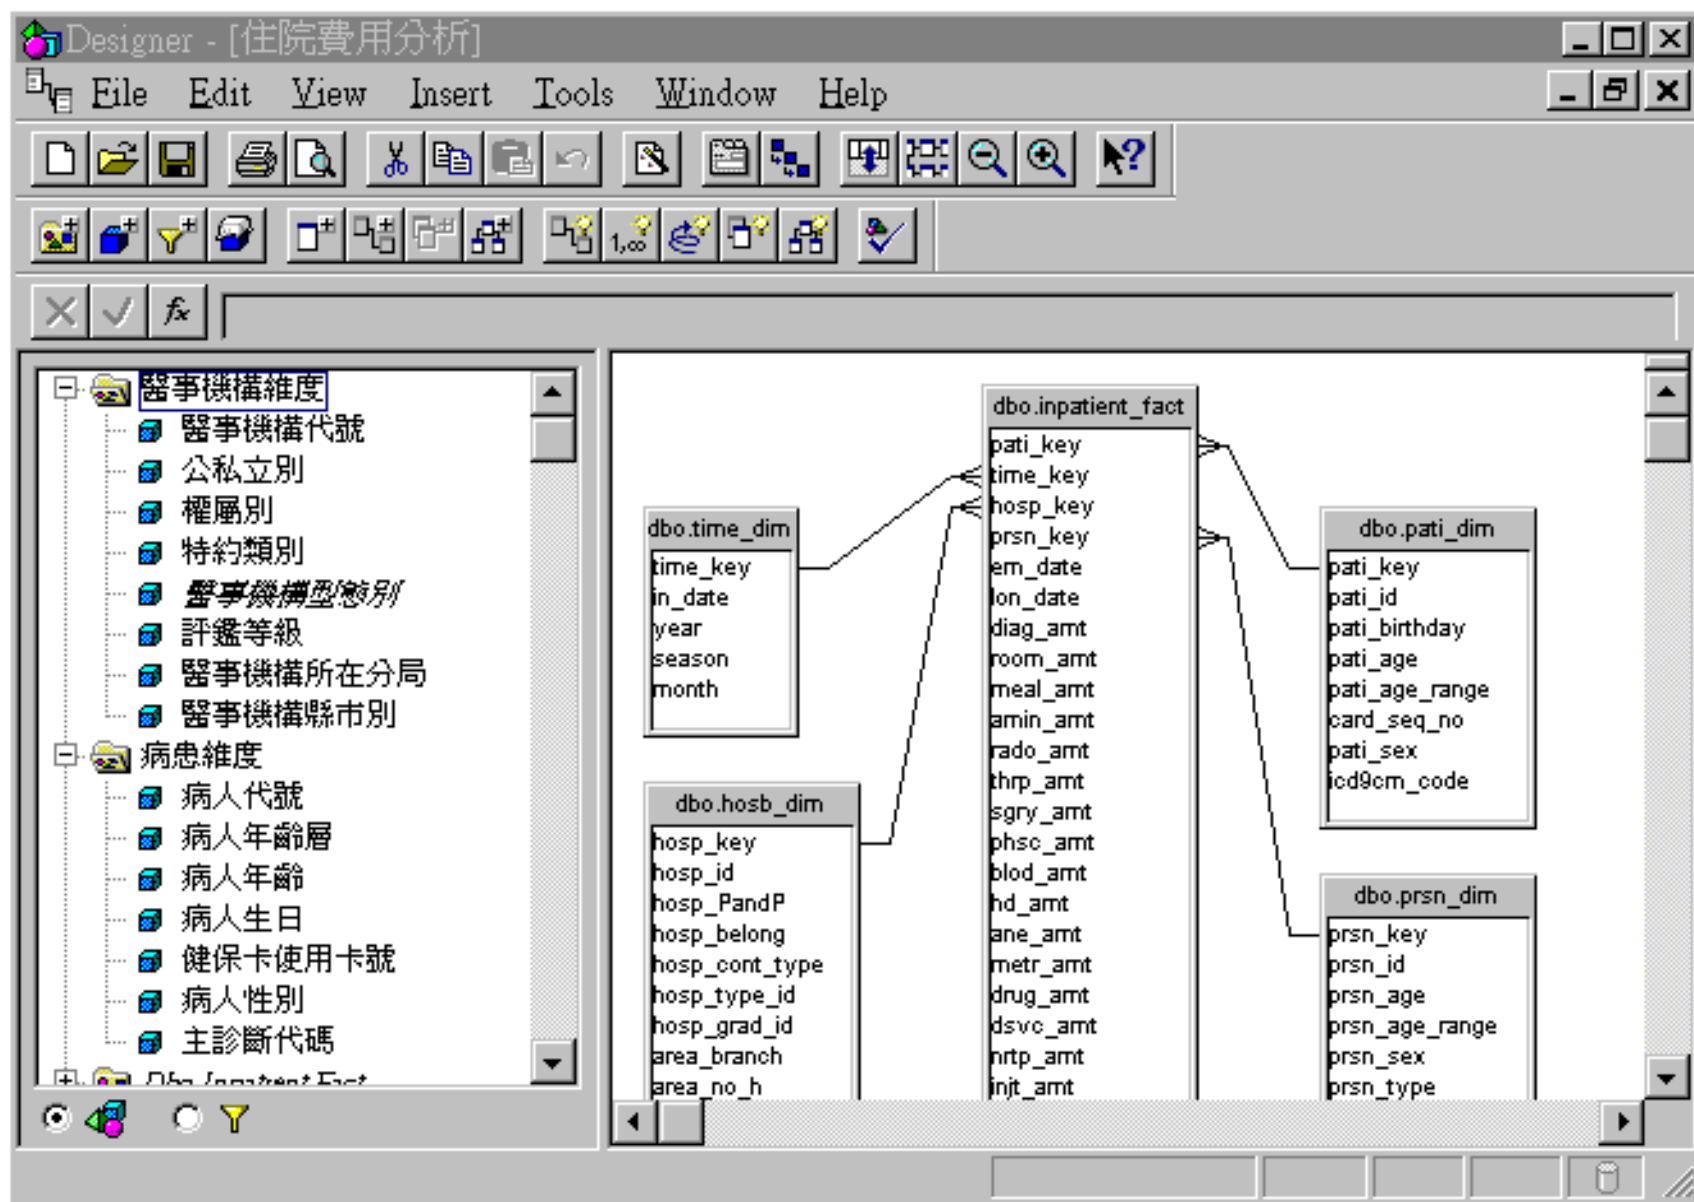 Designer - [住院費用分析]
File Edit View Insert Tools Window Help
1,∞
fx
醫事機構維度
醫事機構代號
公私立別
權屬別
特約類別
醫事機構型態別
評鑑等級
醫事機構所在分局
醫事機構縣市別
病患維度
病人代號
病人年齡層
病人年齡
病人生日
健保卡使用卡號
病人性別
主診斷代碼
Dbo Inpatient Fact
dbo.inpatient_fact
pati_key
time_key
hosp_key
prsn_key
em_date
lon_date
diag_amt
room_amt
meal_amt
amin_amt
rado_amt
thrp_amt
sgry_amt
phsc_amt
blod_amt
hd_amt
ane_amt
metr_amt
drug_amt
dsvc_amt
nrtp_amt
injt_amt
dbo.time_dim
time_key
in_date
year
season
month
dbo.hosb_dim
hosp_key
hosp_id
hosp_PandP
hosp_belong
hosp_cont_type
hosp_type_id
hosp_grad_id
area_branch
area_no_h
dbo.pati_dim
pati_key
pati_id
pati_birthday
pati_age
pati_age_range
card_seq_no
pati_sex
icd9cm_code
dbo.prsn_dim
prsn_key
prsn_id
prsn_age
prsn_age_range
prsn_sex
prsn_type